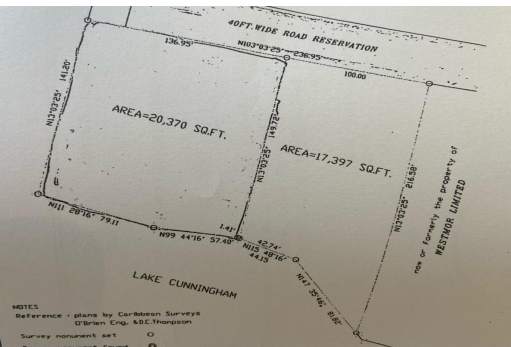 40FT.WIDE ROAD RESERVATION
N103°03'25" 236.95'
136.95'
100.00
N13°03'25" 141.20'
AREA=20,370 SQ.FT.
N13°03'25" 149.72'
AREA=17,397 SQ.FT.
N13°03'25" 216.58'
now or formerly the property of
WESTMOR LIMITED
N111 28'16" 79.11
N99 44'16" 57.40'
1.41'
42.74'
N115 48'16"
44.15
N147 35'46" 81.82'
LAKE CUNNINGHAM
NOTES
Reference : plans by Caribbean Surveys
O'Brien Eng. &D.E.Thompson
Survey monument set